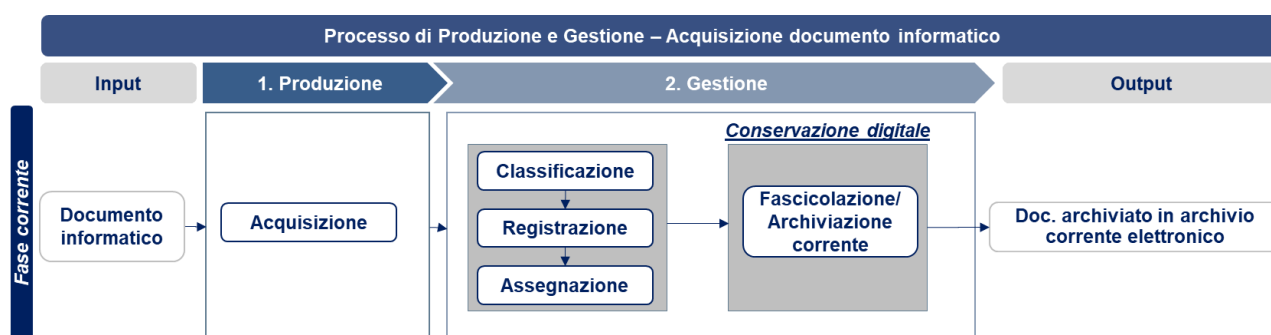 Processo di Produzione e Gestione – Acquisizione documento informatico
Input
1. Produzione
2. Gestione
Output
Fase corrente
Documento
informatico
Acquisizione
Classificazione
Registrazione
Assegnazione
Conservazione digitale
Fascicolazione/
Archiviazione
corrente
Doc. archiviato in archivio
corrente elettronico